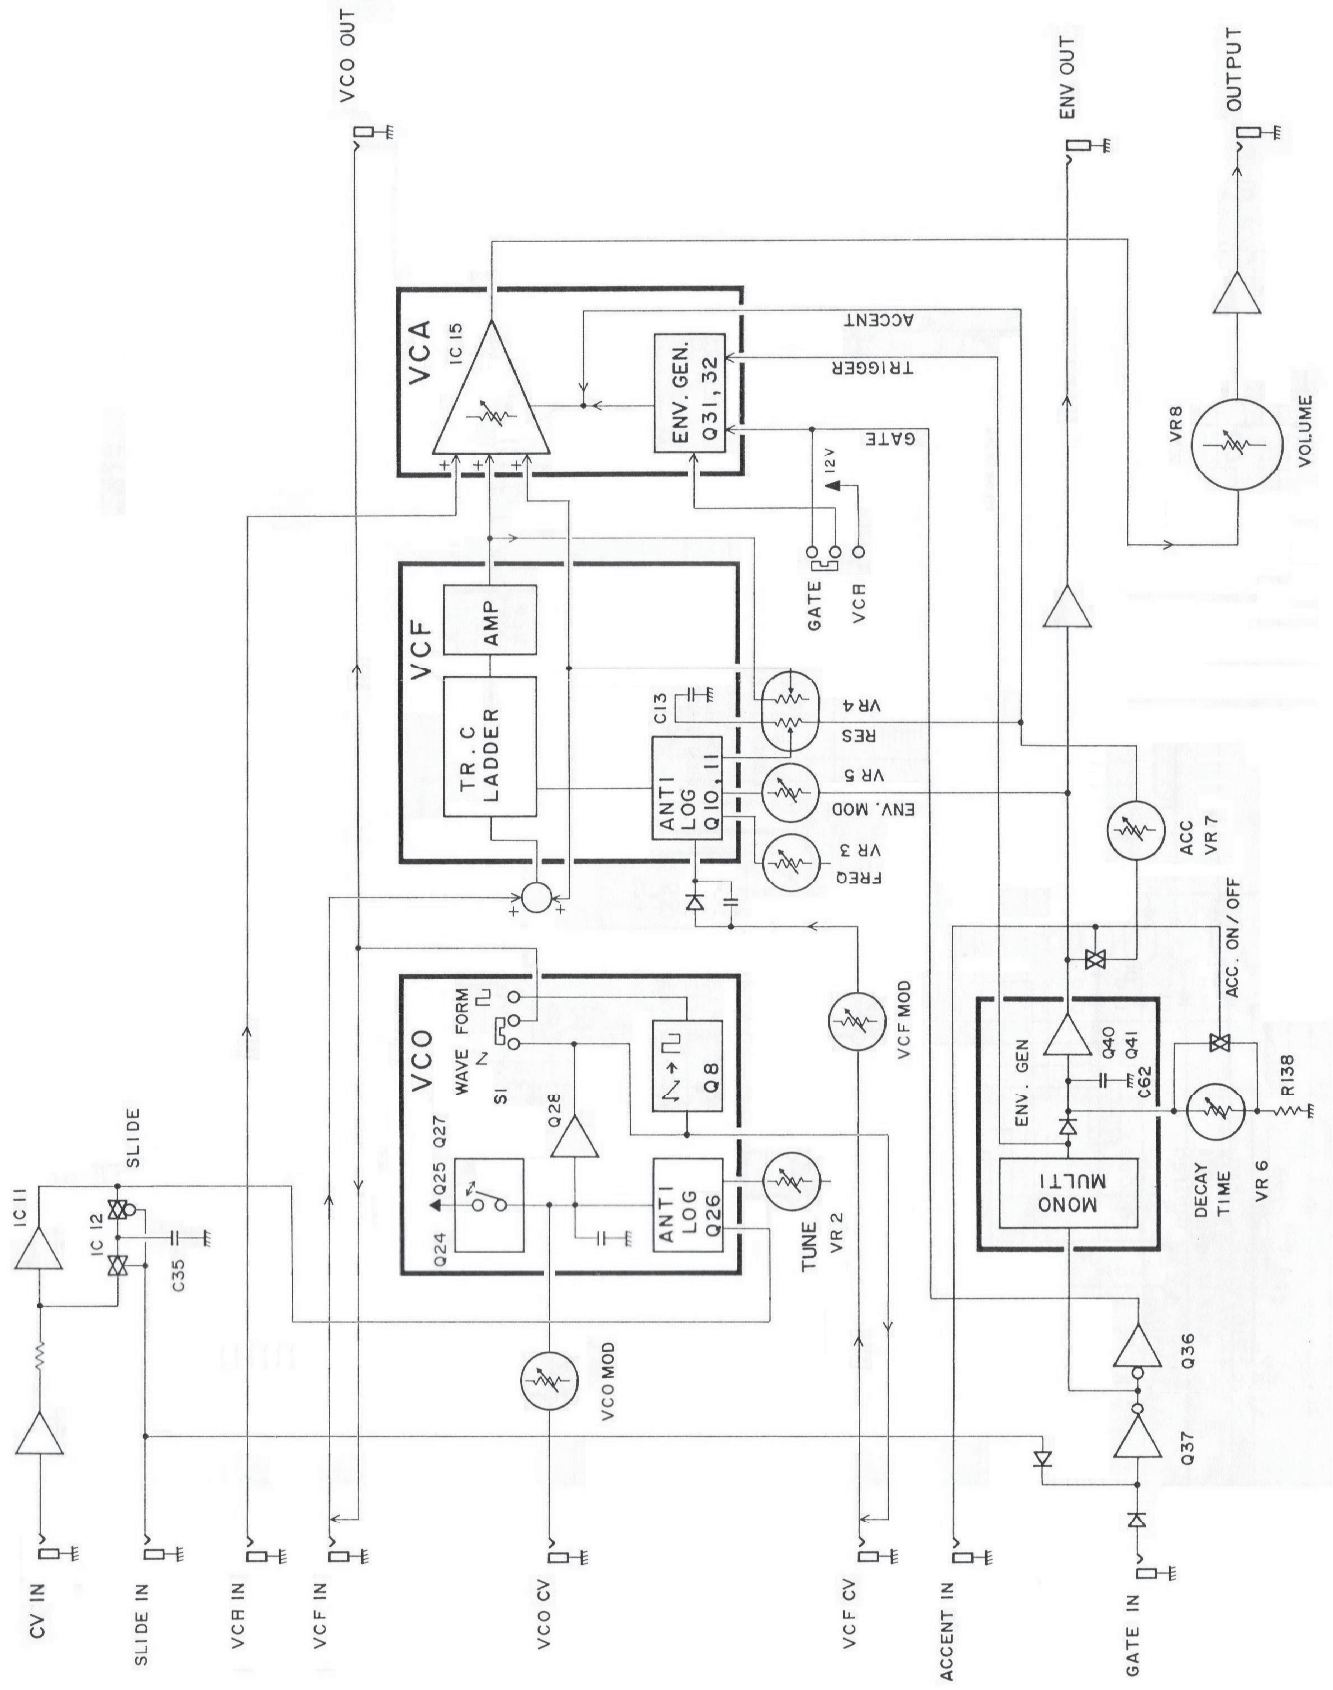 CV IN
SLIDE IN
VCA IN
VCF IN
VCO CV
VCF CV
ACCENT IN
GATE IN
IC 11
IC 12
SLIDE
C35
VCO MOD
VCO
WAVE FORM
S1
Q24
Q25 Q27
Q28
Q8
ANTI
LOG
Q26
TUNE
VR 2
VCF MOD
VCF
TR. C
LADDER
AMP
ANTI
LOG
Q10, 11
C13
FREQ
VR 3
ENV. MOD
VR 5
RES
VR4
VCA
IC 15
ENV. GEN.
Q31, 32
GATE
VCA
12V
GATE
TRIGGER
ACCENT
VCO OUT
ENV OUT
OUTPUT
VR8
VOLUME
Q37
Q36
ENV. GEN
MONO
MULTI
Q40
Q41
C62
DECAY
TIME
VR 6
R138
ACC. ON/OFF
ACC
VR 7
+
+
+
+
+